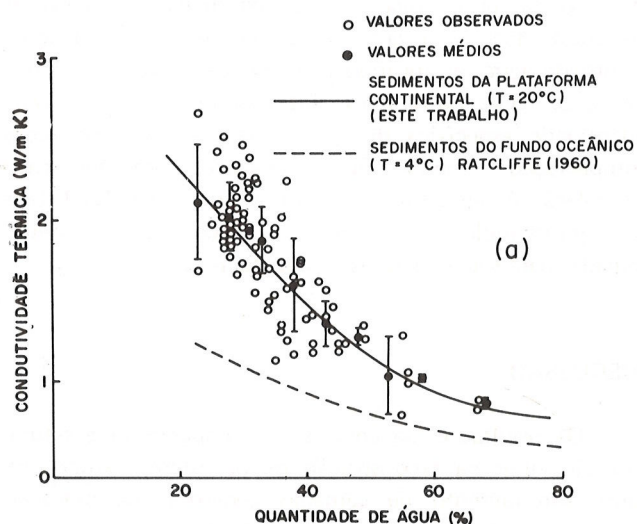 VALORES OBSERVADOS
VALORES MÉDIOS
SEDIMENTOS DA PLATAFORMA
CONTINENTAL (T = 20°C)
(ESTE TRABALHO)
SEDIMENTOS DO FUNDO OCEÂNICO
(T = 4°C) RATCLIFFE (1960)
(a)
CONDUTIVIDADE TÉRMICA (W/m K)
3
2
1
0
20
40
60
80
QUANTIDADE DE ÁGUA (%)